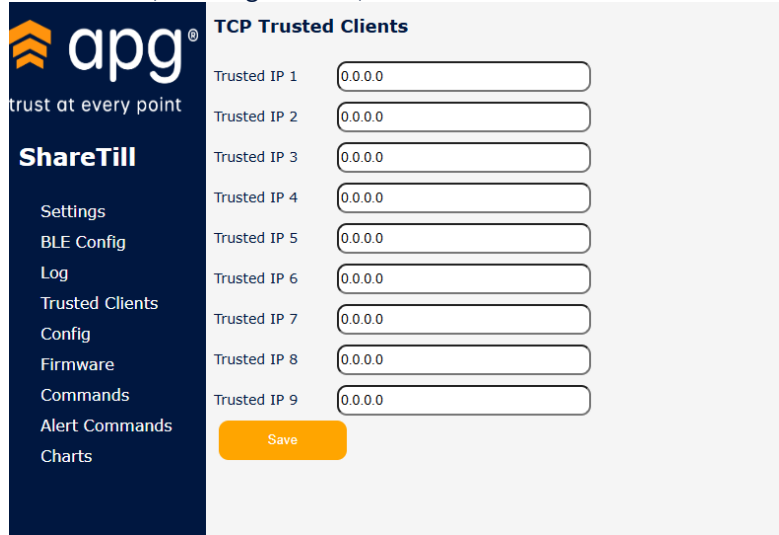 apg®
trust at every point
ShareTill
Settings
BLE Config
Log
Trusted Clients
Config
Firmware
Commands
Alert Commands
Charts
TCP Trusted Clients
Trusted IP 1 0.0.0.0
Trusted IP 2 0.0.0.0
Trusted IP 3 0.0.0.0
Trusted IP 4 0.0.0.0
Trusted IP 5 0.0.0.0
Trusted IP 6 0.0.0.0
Trusted IP 7 0.0.0.0
Trusted IP 8 0.0.0.0
Trusted IP 9 0.0.0.0
Save